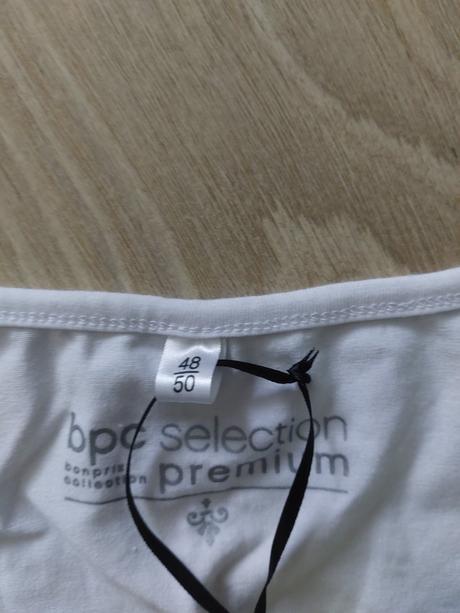 48
50
bpc selection
bonprix
collection premium